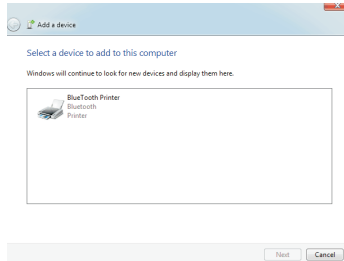 Add a device
Select a device to add to this computer
Windows will continue to look for new devices and display them here.
BlueTooth Printer
Bluetooth
Printer
Next
Cancel